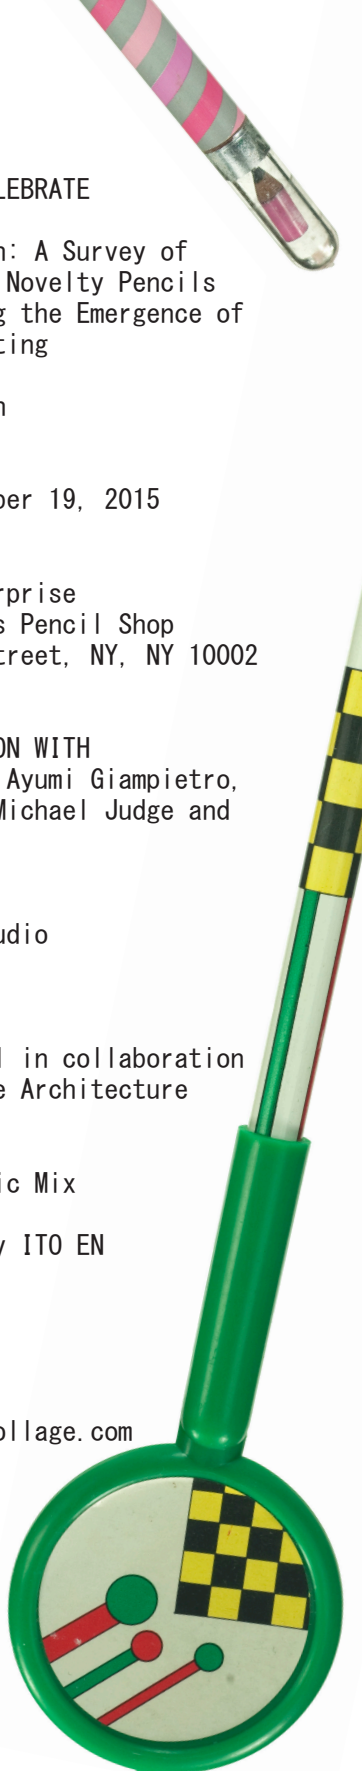 LEBRATE
n: A Survey of
Novelty Pencils
g the Emergence of
ting
n
ber 19, 2015
rprise
s Pencil Shop
treet, NY, NY 10002
ON WITH
Ayumi Giampietro,
Michael Judge and
udio
l in collaboration
e Architecture
ic Mix
y ITO EN
ollage.com